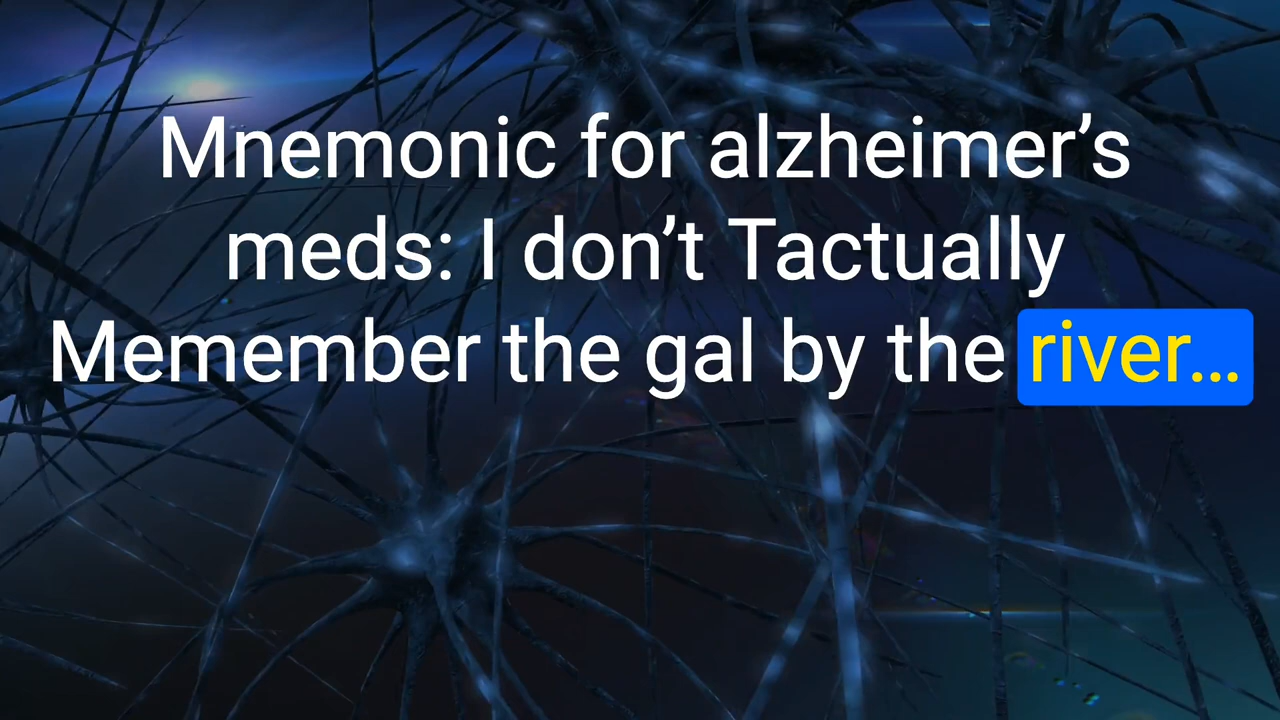 Mnemonic for alzheimer’s
meds: I don’t Tactually
Memember the gal by the river...